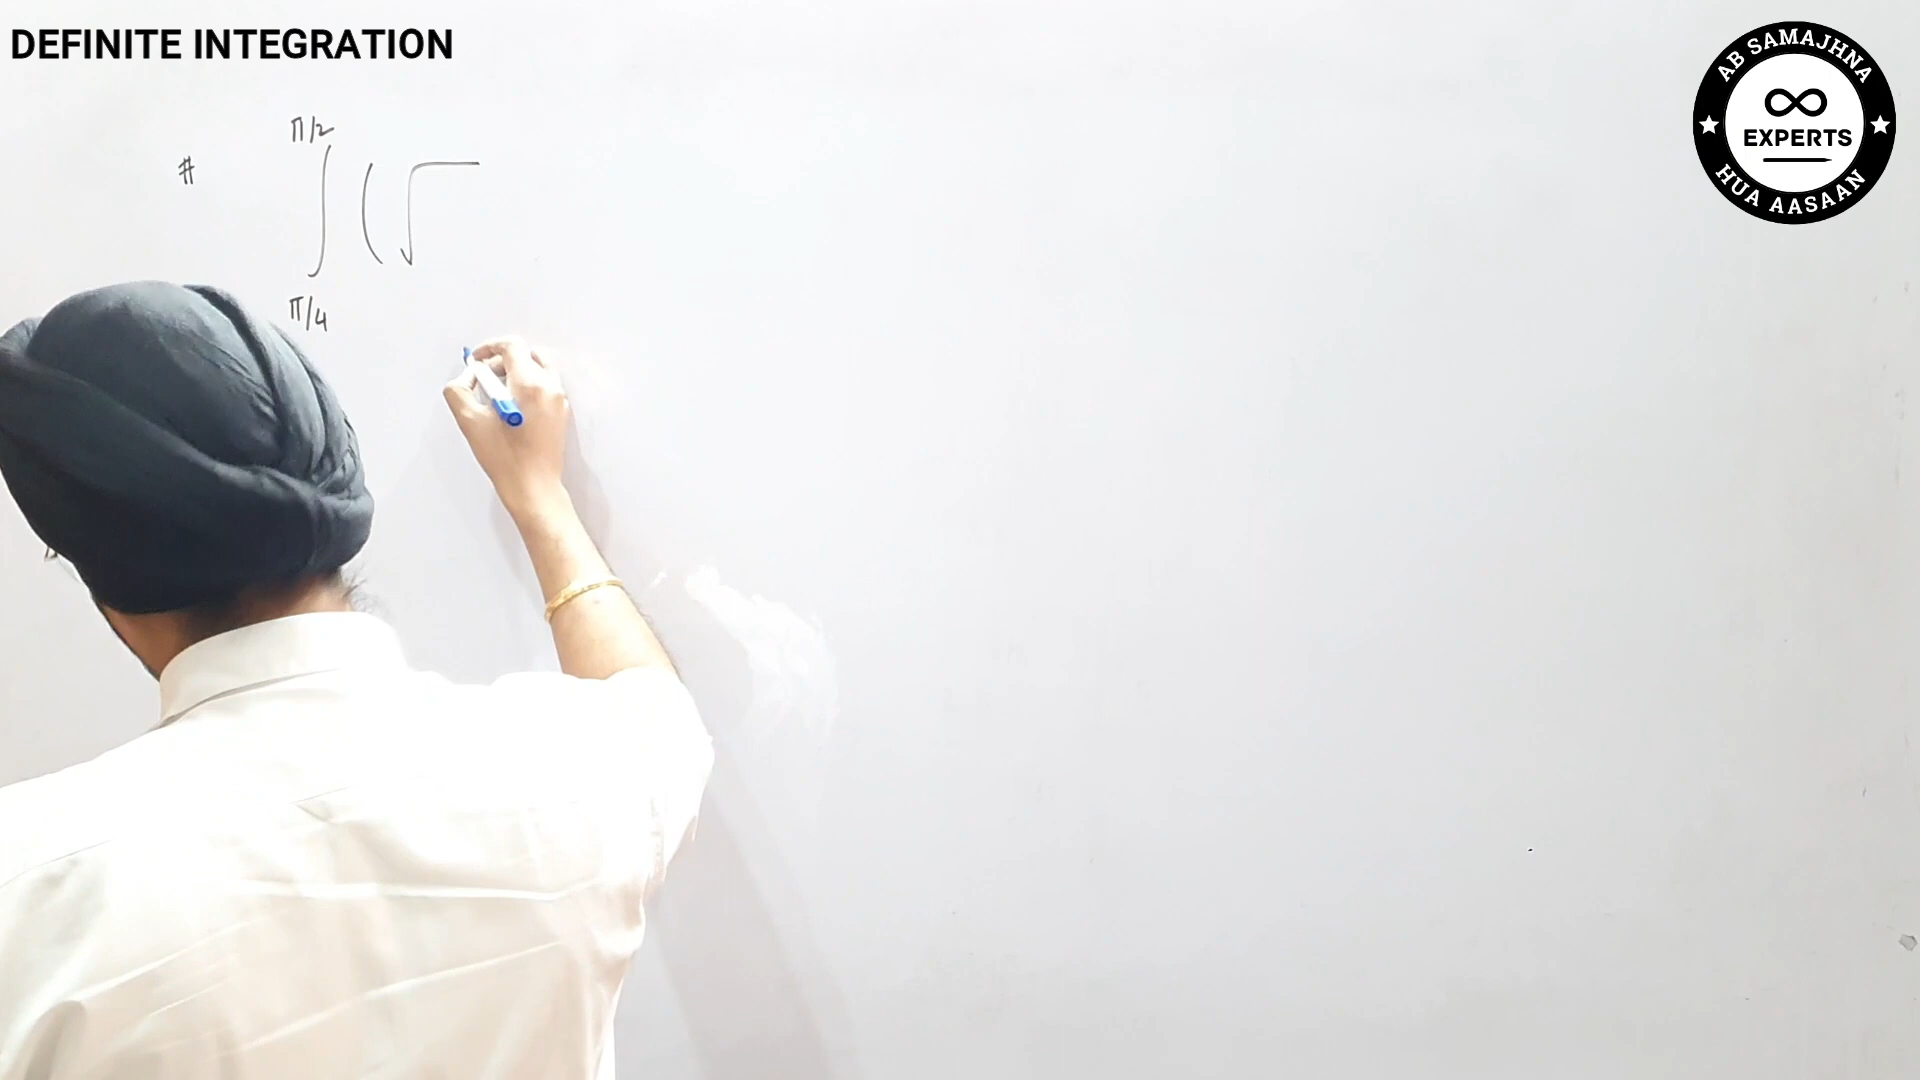 DEFINITE INTEGRATION
AB SAMAJHNA
∞
EXPERTS
HUA AASAAN
# π/2
∫ ( √
π/4